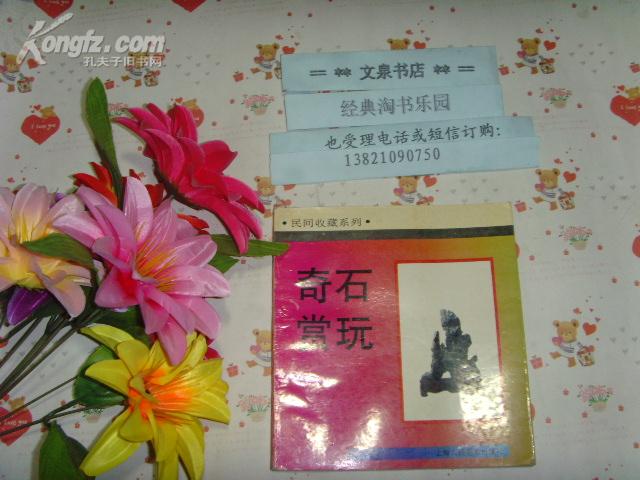 Kongfz.com
孔夫子旧书网
= ** 文泉书店 ** =
经典淘书乐园
也受理电话或短信订购:
13821090750
• 民间收藏系列 •
奇石
赏玩